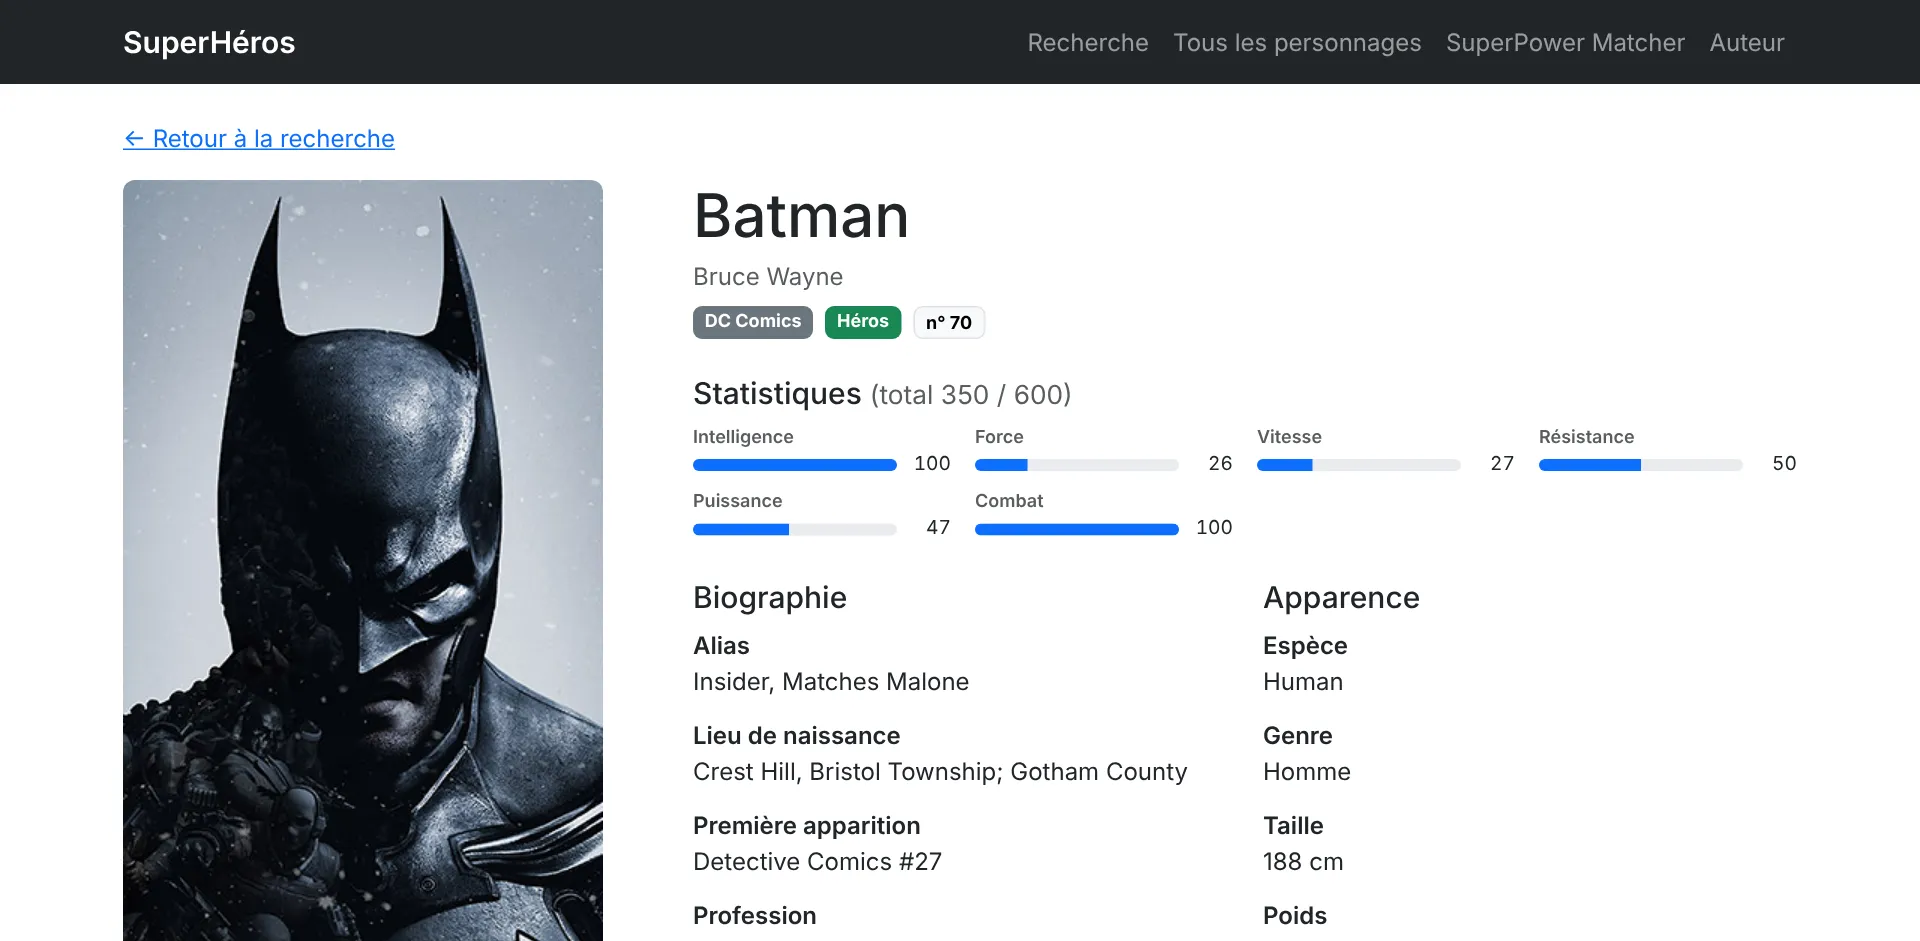 SuperHéros
Recherche Tous les personnages SuperPower Matcher Auteur
← Retour à la recherche
Batman
Bruce Wayne
DC Comics Héros n° 70
Statistiques (total 350 / 600)
Intelligence Force Vitesse Résistance
100 26 27 50
Puissance Combat
47 100
Biographie
Alias
Insider, Matches Malone
Lieu de naissance
Crest Hill, Bristol Township; Gotham County
Première apparition
Detective Comics #27
Profession
Apparence
Espèce
Human
Genre
Homme
Taille
188 cm
Poids